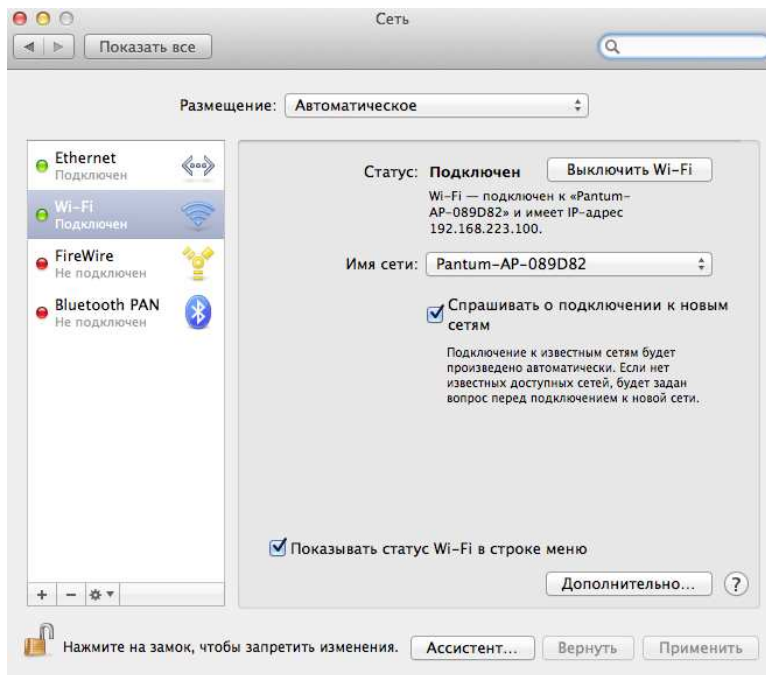 Сеть
Показать все
Размещение: Автоматическое
Ethernet
Подключен
Wi-Fi
Подключен
FireWire
Не подключен
Bluetooth PAN
Не подключен
Статус: Подключен
Выключить Wi-Fi
Wi-Fi — подключен к «Pantum-
AP-089D82» и имеет IP-адрес
192.168.223.100.
Имя сети: Pantum-AP-089D82
Спрашивать о подключении к новым
сетям
Подключение к известным сетям будет
произведено автоматически. Если нет
известных доступных сетей, будет задан
вопрос перед подключением к новой сети.
Показывать статус Wi-Fi в строке меню
Дополнительно... ?
+ −
Нажмите на замок, чтобы запретить изменения. Ассистент... Вернуть Применить